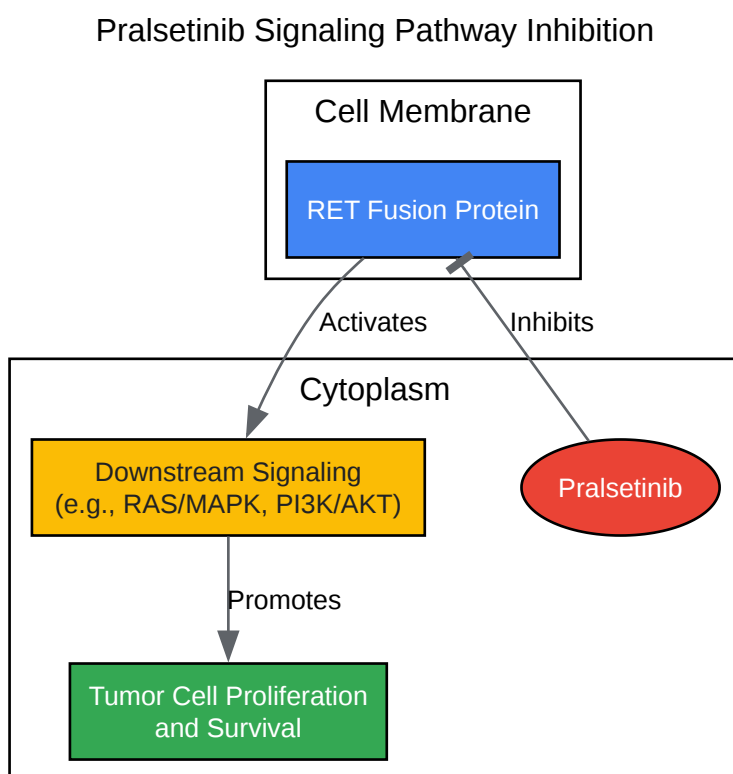 Pralsetinib Signaling Pathway Inhibition
Cell Membrane
RET Fusion Protein
Activates
Inhibits
Cytoplasm
Downstream Signaling
(e.g., RAS/MAPK, PI3K/AKT)
Pralsetinib
Promotes
Tumor Cell Proliferation
and Survival